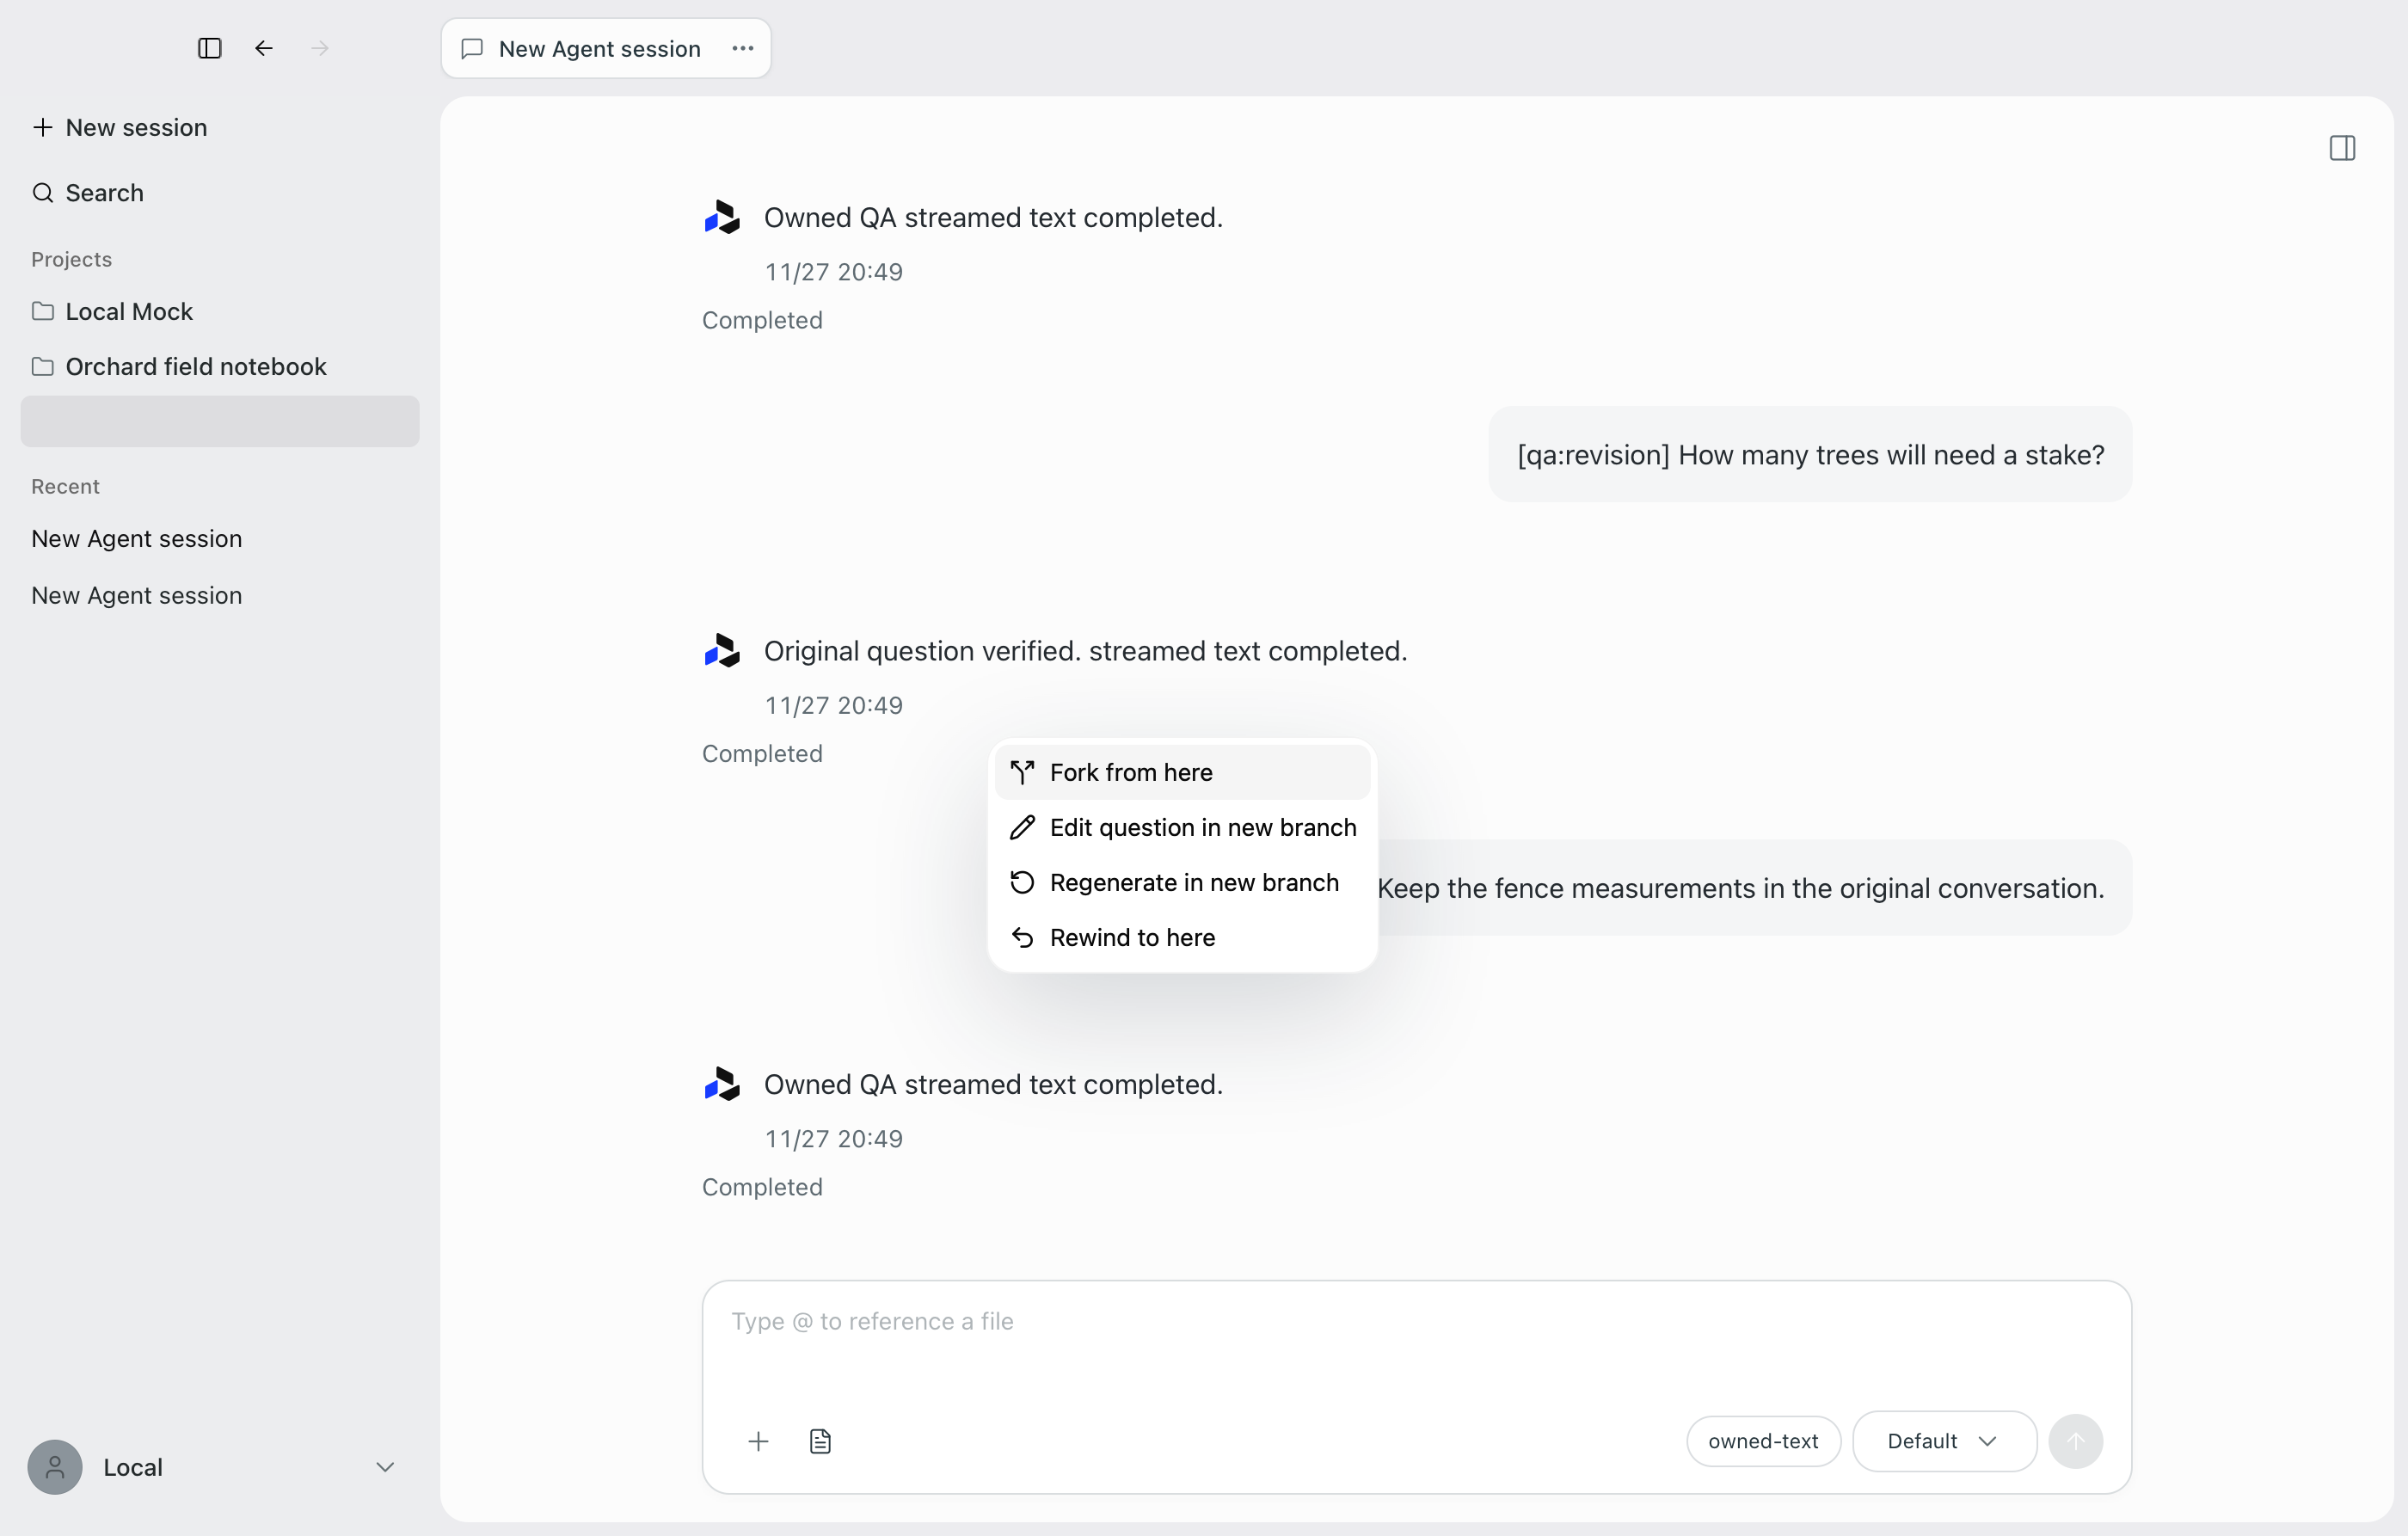 New Agent session
New session
Search
Projects
Local Mock
Orchard field notebook
Recent
New Agent session
New Agent session
Local
Owned QA streamed text completed.
11/27 20:49
Completed
[qa:revision] How many trees will need a stake?
Original question verified. streamed text completed.
11/27 20:49
Completed
Fork from here
Edit question in new branch
Regenerate in new branch
Rewind to here
Keep the fence measurements in the original conversation.
Owned QA streamed text completed.
11/27 20:49
Completed
Type @ to reference a file
owned-text
Default